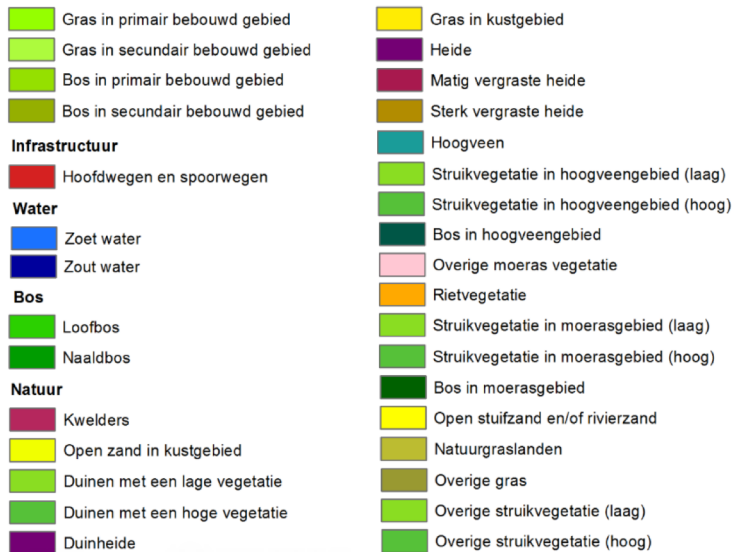 Gras in primair bebouwd gebied
Gras in secundair bebouwd gebied
Bos in primair bebouwd gebied
Bos in secundair bebouwd gebied
Infrastructuur
Hoofdwegen en spoorwegen
Water
Zoet water
Zout water
Bos
Loofbos
Naaldbos
Natuur
Kwelders
Open zand in kustgebied
Duinen met een lage vegetatie
Duinen met een hoge vegetatie
Duinheide
Gras in kustgebied
Heide
Matig vergraste heide
Sterk vergraste heide
Hoogveen
Struikvegetatie in hoogveengebied (laag)
Struikvegetatie in hoogveengebied (hoog)
Bos in hoogveengebied
Overige moeras vegetatie
Rietvegetatie
Struikvegetatie in moerasgebied (laag)
Struikvegetatie in moerasgebied (hoog)
Bos in moerasgebied
Open stuifzand en/of rivierzand
Natuurgraslanden
Overige gras
Overige struikvegetatie (laag)
Overige struikvegetatie (hoog)